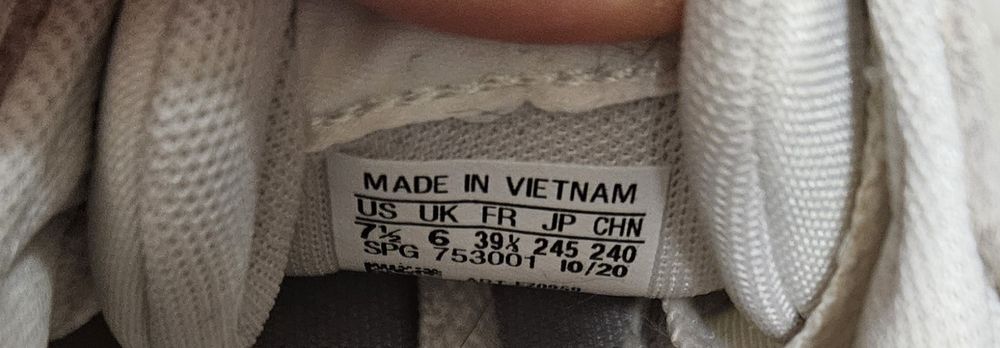 MADE IN VIETNAM
US UK FR JP CHN
7½ 6 39⅓ 245 240
SPG 753001 10/20